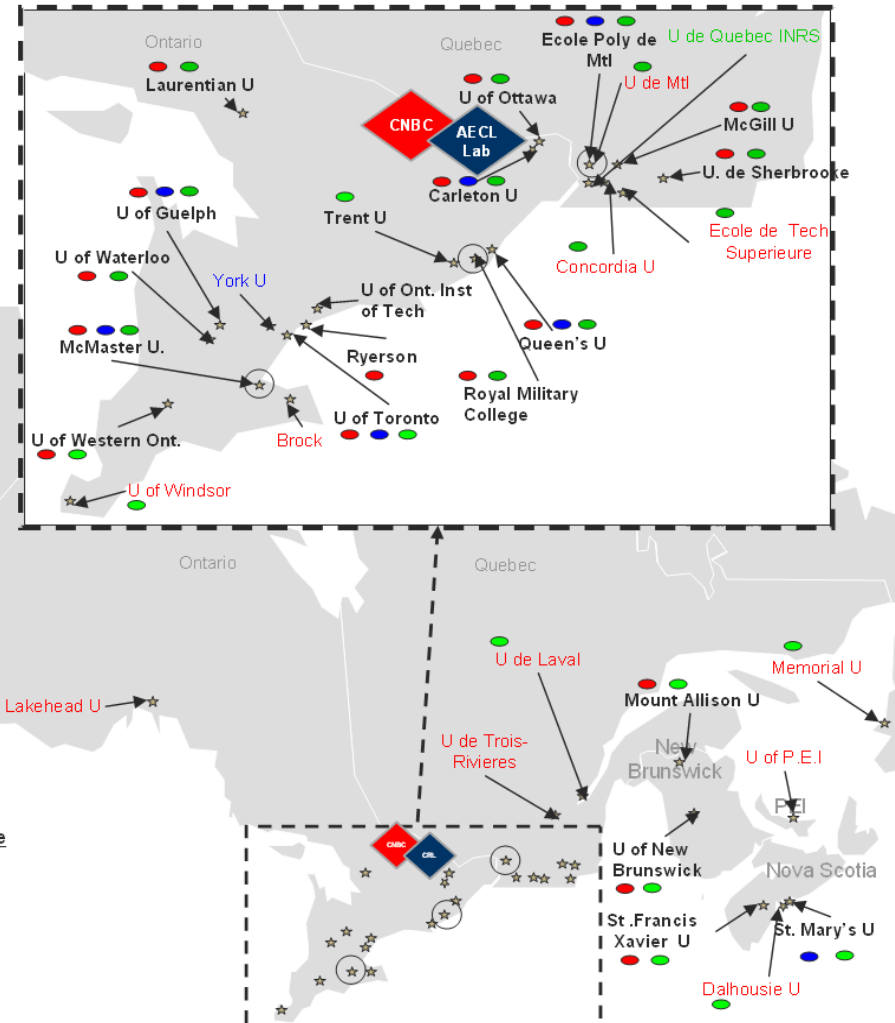 Ontario
Quebec
Ecole Poly de
Mtl
U de Quebec INRS
U de Mtl
Laurentian U
U of Ottawa
McGill U
CNBC
AECL
Lab
U. de Sherbrooke
Carleton U
U of Guelph
Trent U
Ecole de Tech
Superieure
U of Waterloo
York U
Concordia U
U of Ont. Inst
of Tech
McMaster U.
Ryerson
Queen's U
Royal Military
College
U of Toronto
U of Western Ont.
Brock
U of Windsor
Ontario
Quebec
U de Laval
Memorial U
Lakehead U
Mount Allison U
U de Trois-
Rivieres
New
Brunswick
U of P.E.I
PEI
e
CNBC
CRL
U of New
Brunswick
Nova Scotia
St .Francis
Xavier U
St. Mary's U
Dalhousie U